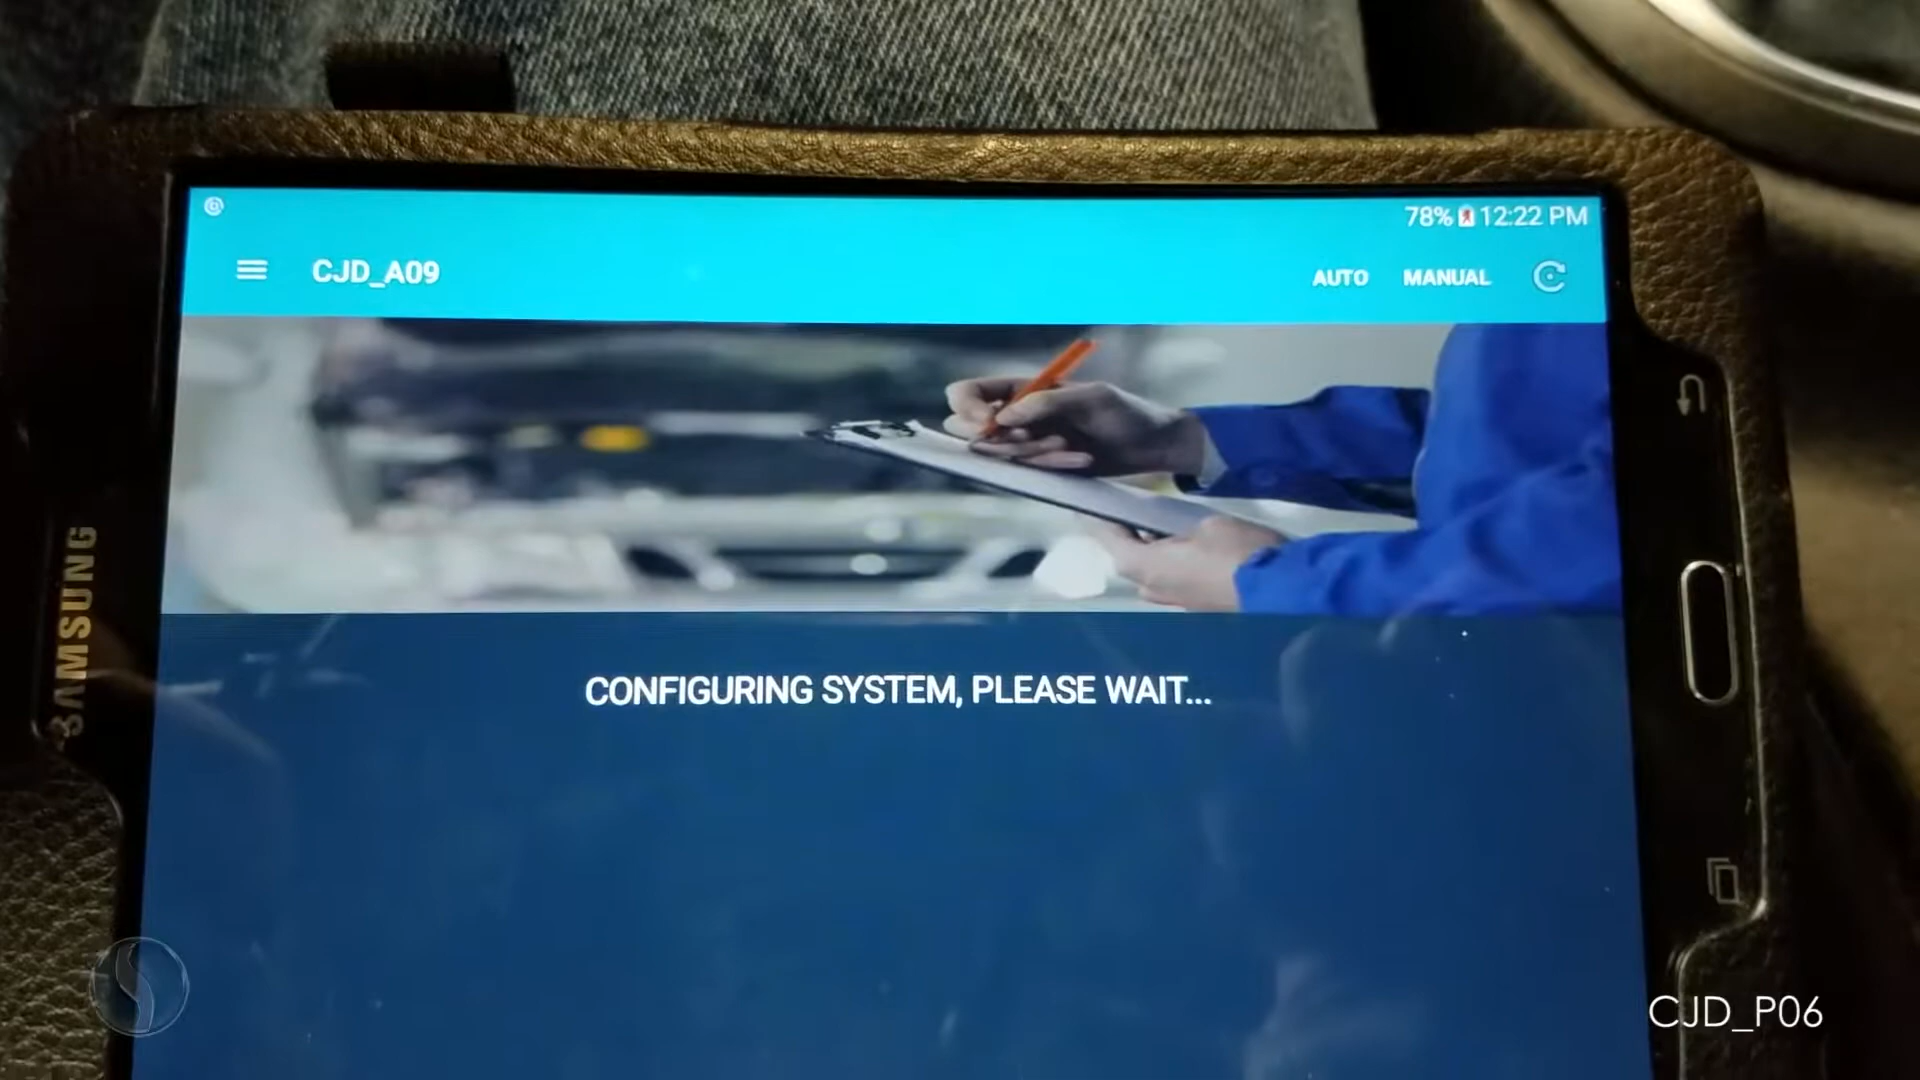 78% 12:22 PM
CJD_A09
AUTO MANUAL
SAMSUNG
CONFIGURING SYSTEM, PLEASE WAIT...
CJD_P06